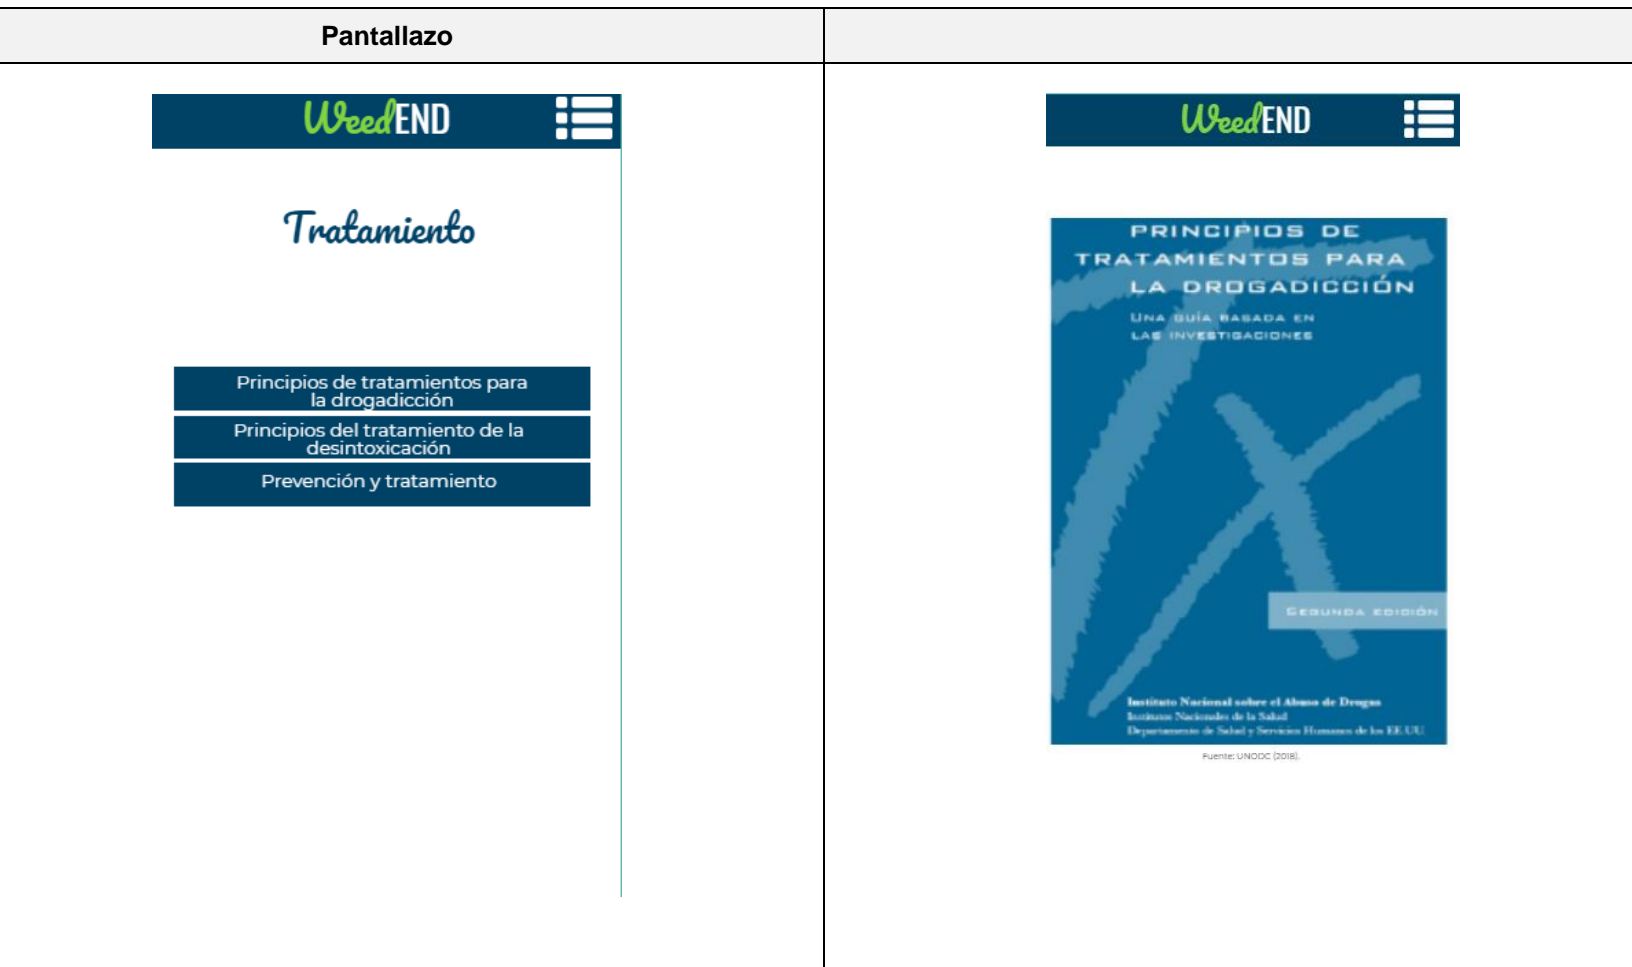 Pantallazo
WeedEND
Tratamiento
Principios de tratamientos para
la drogadicción
Principios del tratamiento de la
desintoxicación
Prevención y tratamiento
WeedEND
PRINCIPIOS DE
TRATAMIENTOS PARA
LA DROGADICCIÓN
UNA GUÍA BASADA EN
LAS INVESTIGACIONES
SEGUNDA EDICIÓN
Instituto Nacional sobre el Abuso de Drogas
Institutos Nacionales de la Salud
Departamento de Salud y Servicios Humanos de los EE.UU.
Fuente: UNODC (2018).